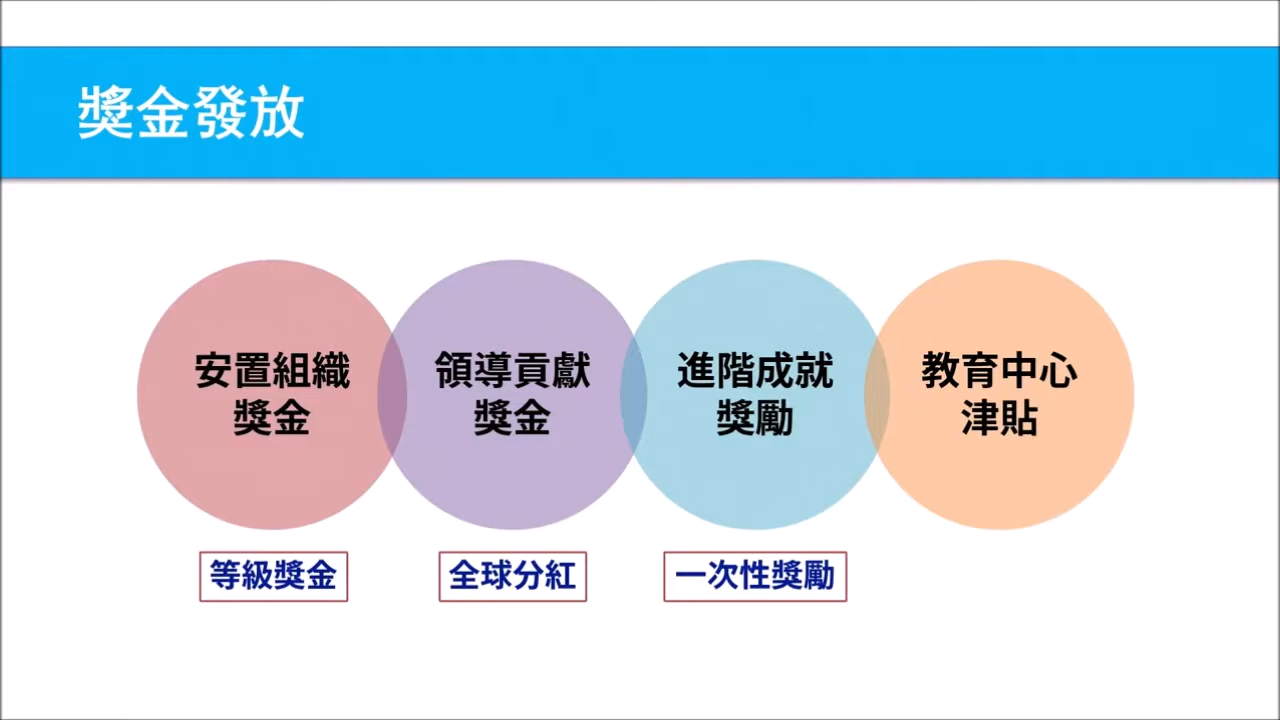 獎金發放
安置組織
獎金
領導貢獻
獎金
進階成就
獎勵
教育中心
津貼
等級獎金
全球分紅
一次性獎勵